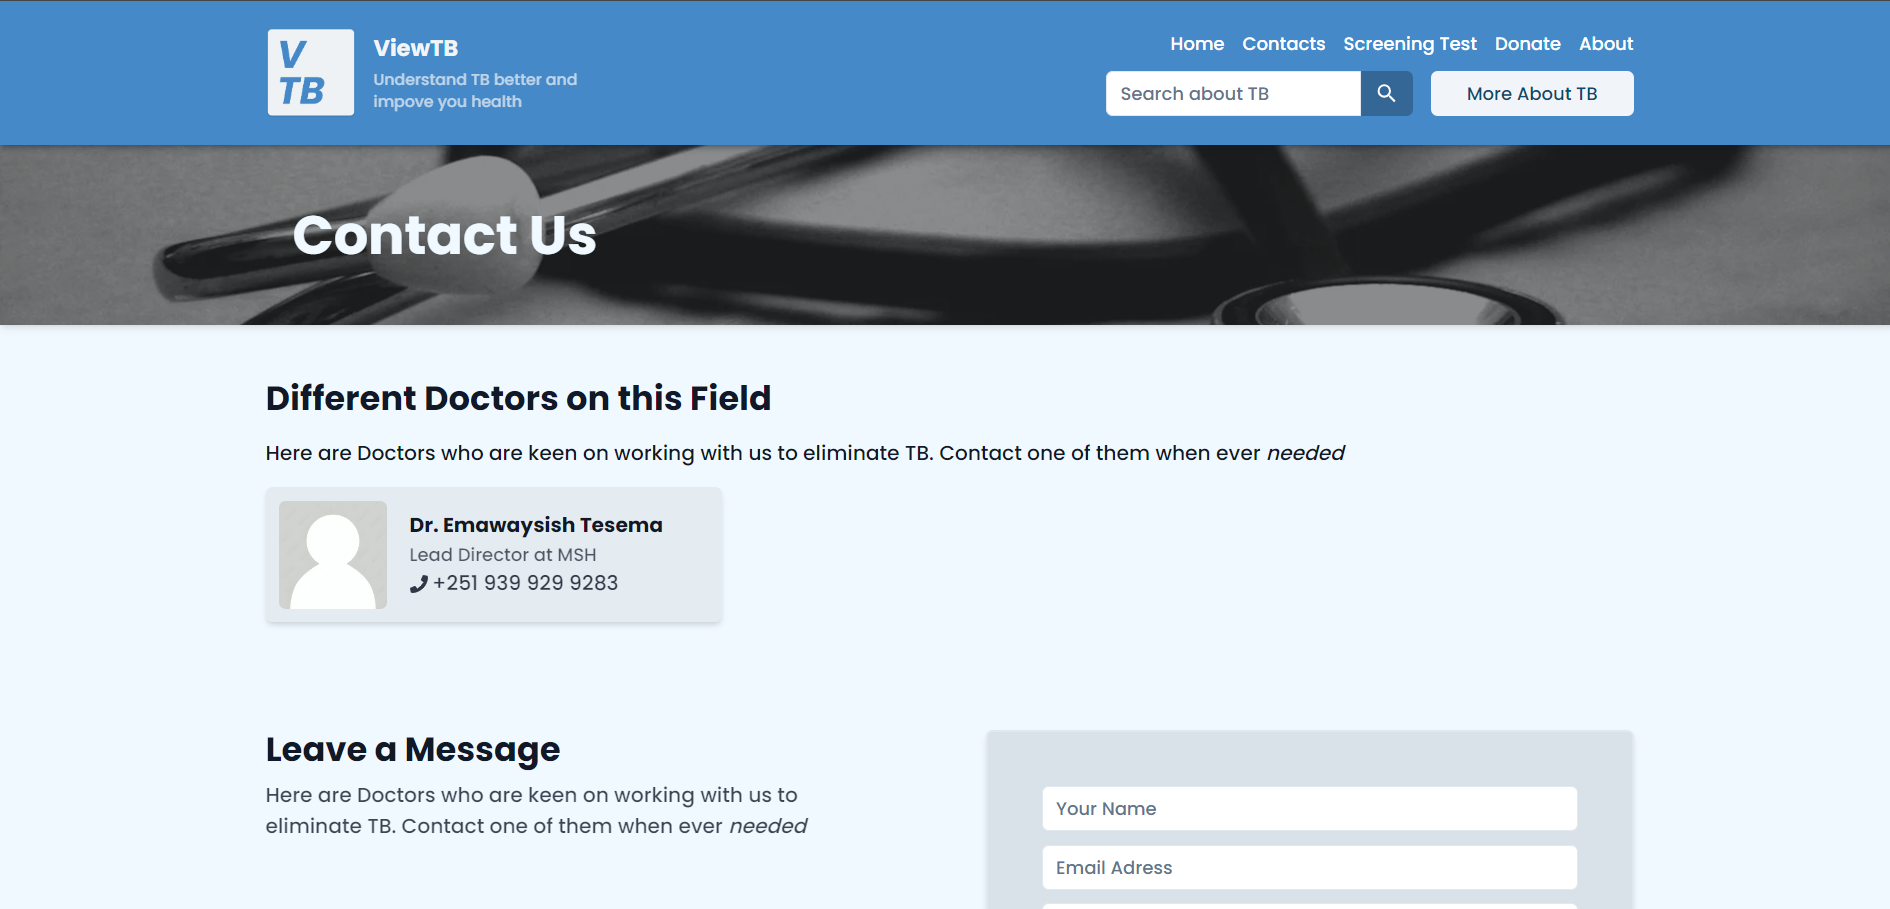 V
TB
ViewTB
Understand TB better and
impove you health
Home Contacts Screening Test Donate About
Search about TB
More About TB
Contact Us
Different Doctors on this Field
Here are Doctors who are keen on working with us to eliminate TB. Contact one of them when ever needed
Dr. Emawaysish Tesema
Lead Director at MSH
+251 939 929 9283
Leave a Message
Here are Doctors who are keen on working with us to
eliminate TB. Contact one of them when ever needed
Your Name
Email Adress